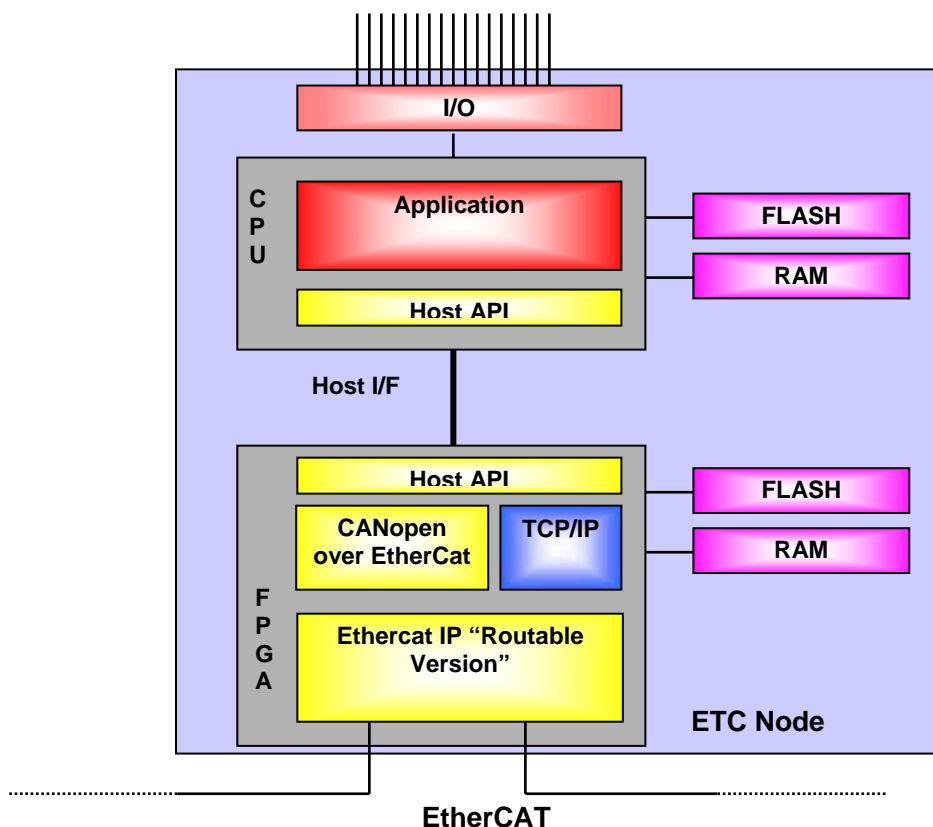 I/O
C
P
U
Application
Host API
FLASH
RAM
Host I/F
Host API
CANopen
over EtherCat
TCP/IP
FLASH
RAM
F
P
G
A
Ethercat IP “Routable
Version”
ETC Node
EtherCAT